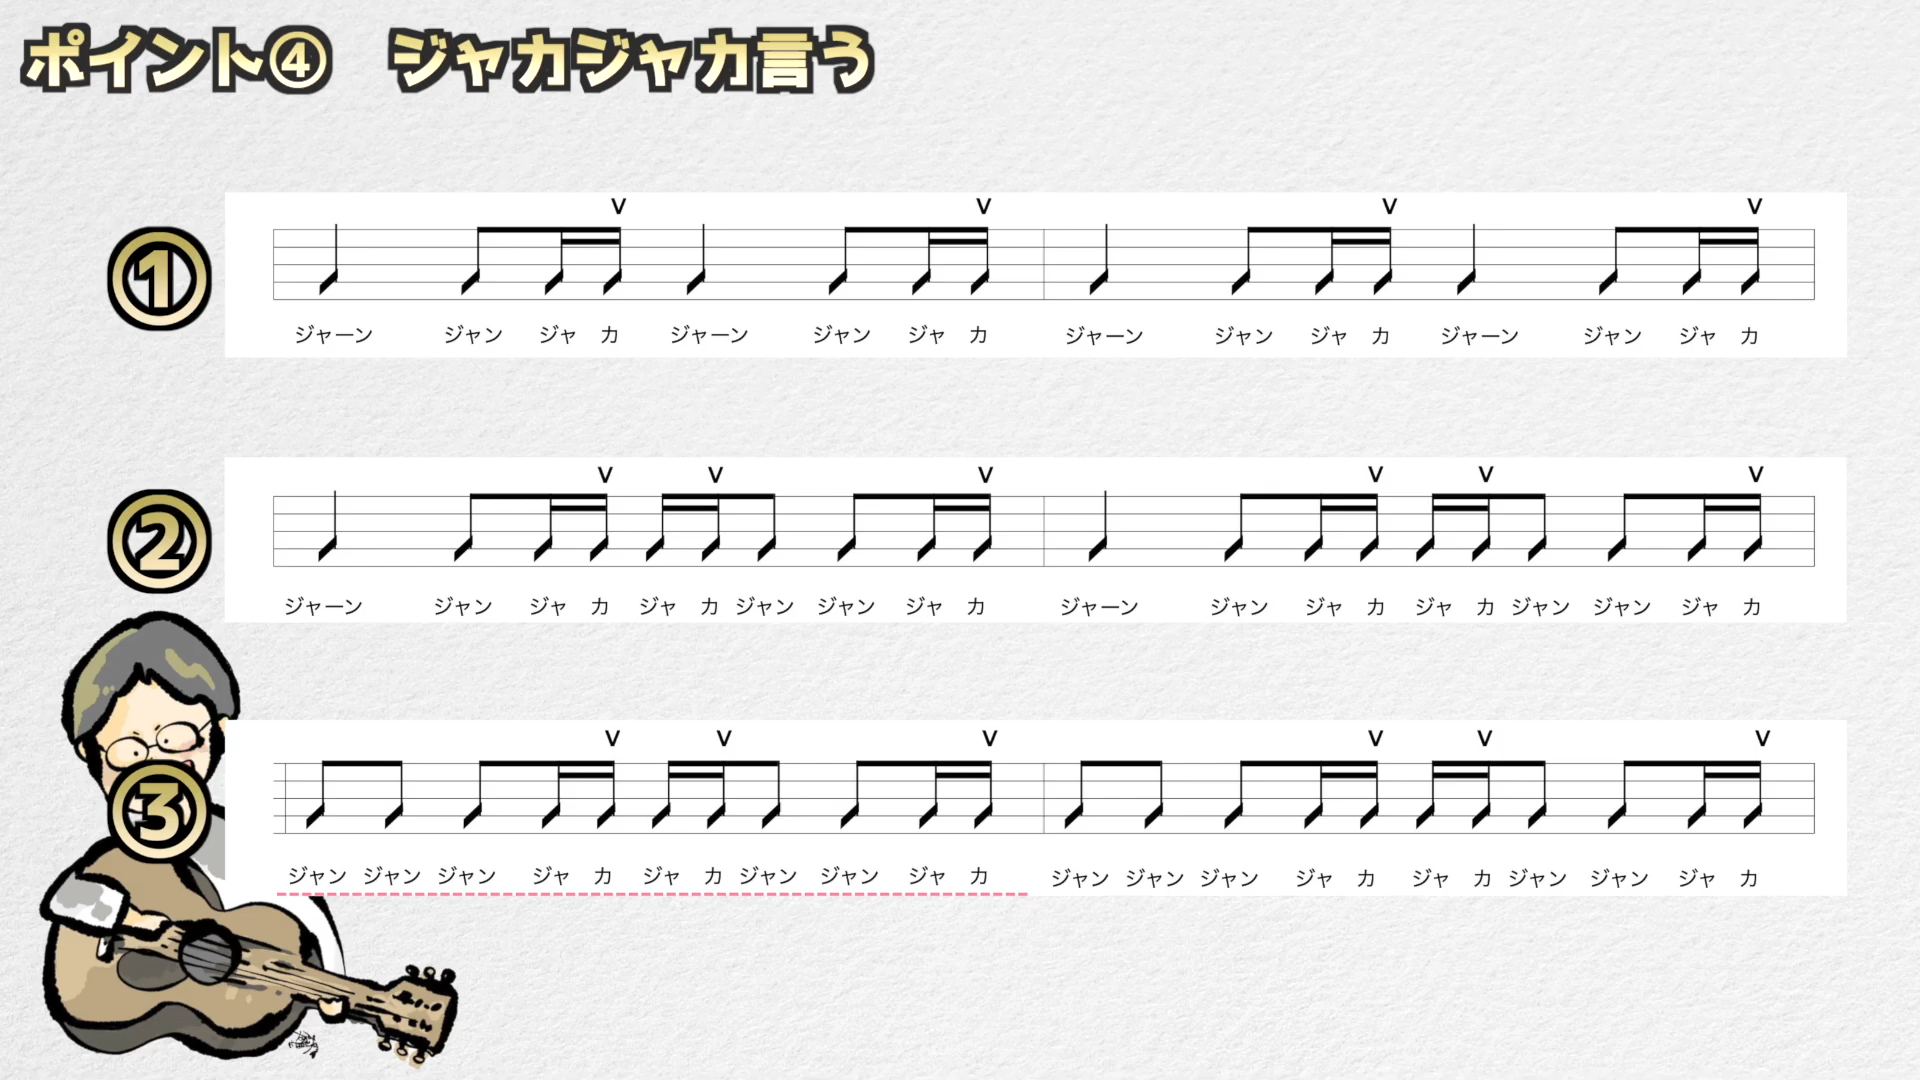 ポイント④　ジャカジャカ言う
①
V V V V
ジャーン ジャン ジャ カ ジャーン ジャン ジャ カ ジャーン ジャン ジャ カ ジャーン ジャン ジャ カ
②
V V V V V V
ジャーン ジャン ジャ カ ジャ カ ジャン ジャン ジャ カ ジャーン ジャン ジャ カ ジャ カ ジャン ジャン ジャ カ
③
V V V V V V
ジャン ジャン ジャン ジャ カ ジャ カ ジャン ジャン ジャ カ ジャン ジャン ジャン ジャ カ ジャ カ ジャン ジャン ジャ カ